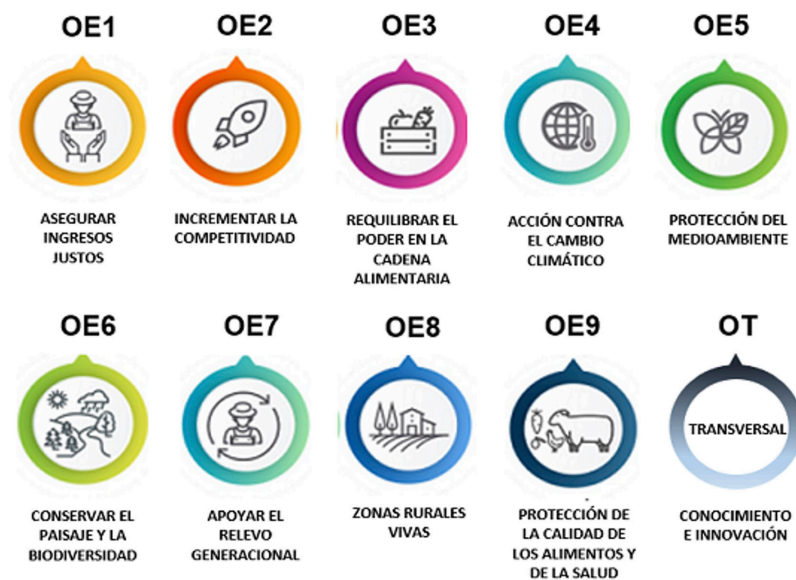 OE1
OE2
OE3
OE4
OE5
ASEGURAR
INGRESOS
JUSTOS
INCREMENTAR LA
COMPETITIVIDAD
REQUILIBRAR EL
PODER EN LA
CADENA
ALIMENTARIA
ACCIÓN CONTRA
EL CAMBIO
CLIMÁTICO
PROTECCIÓN DEL
MEDIOAMBIENTE
OE6
OE7
OE8
OE9
OT
TRANSVERSAL
CONSERVAR EL
PAISAJE Y LA
BIODIVERSIDAD
APOYAR EL
RELEVO
GENERACIONAL
ZONAS RURALES
VIVAS
PROTECCIÓN DE
LA CALIDAD DE
LOS ALIMENTOS Y
DE LA SALUD
CONOCIMIENTO
E INNOVACIÓN